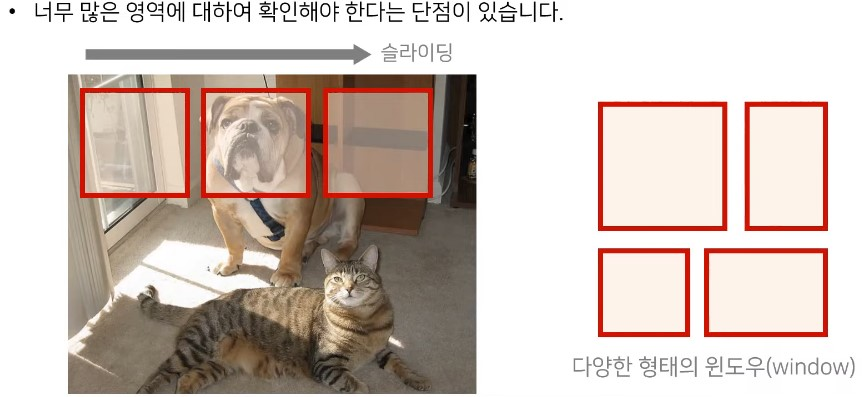 • 너무 많은 영역에 대하여 확인해야 한다는 단점이 있습니다.
슬라이딩
다양한 형태의 윈도우(window)